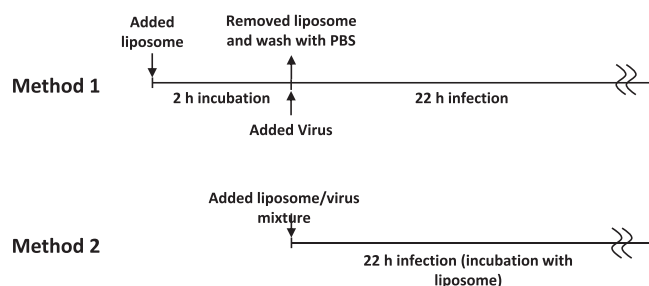 Added
liposome
Removed liposome
and wash with PBS
Method 1
2 h incubation
22 h infection
Added Virus
Added liposome/virus
mixture
Method 2
22 h infection (incubation with
liposome)